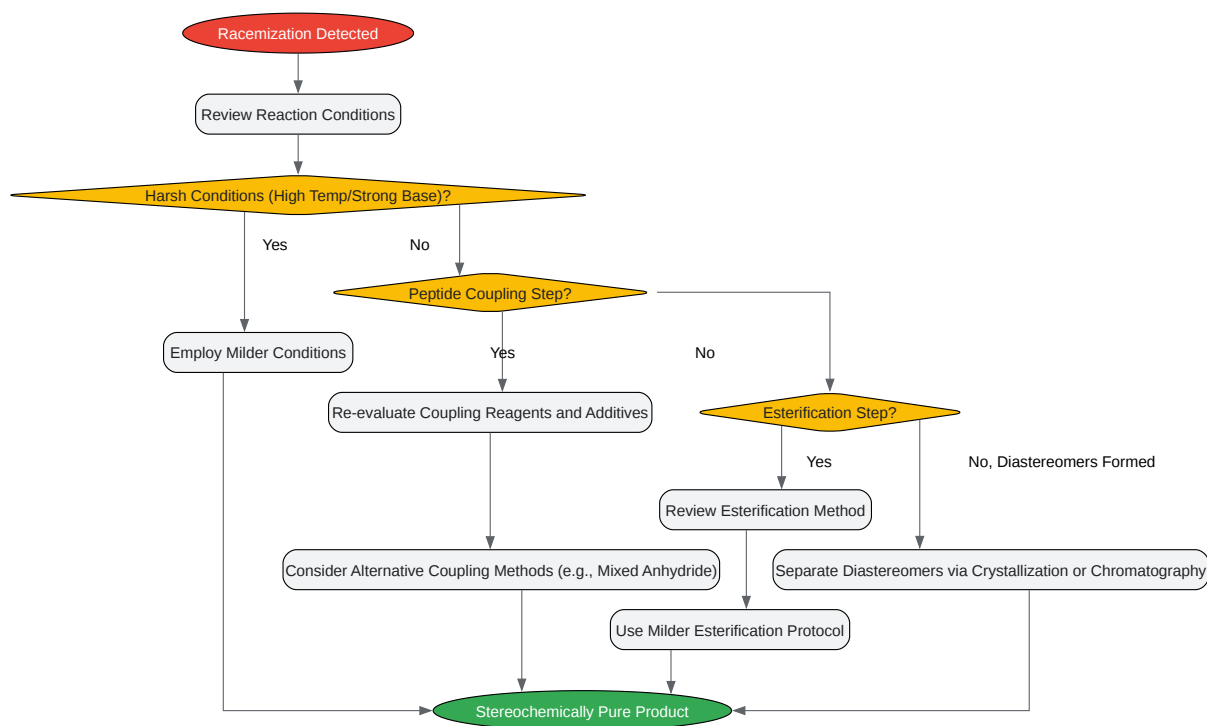 Racemization Detected
Review Reaction Conditions
Harsh Conditions (High Temp/Strong Base)?
Yes
No
Peptide Coupling Step?
Employ Milder Conditions
Yes
No
Re-evaluate Coupling Reagents and Additives
Esterification Step?
Yes
No, Diastereomers Formed
Review Esterification Method
Consider Alternative Coupling Methods (e.g., Mixed Anhydride)
Separate Diastereomers via Crystallization or Chromatography
Use Milder Esterification Protocol
Stereochemically Pure Product